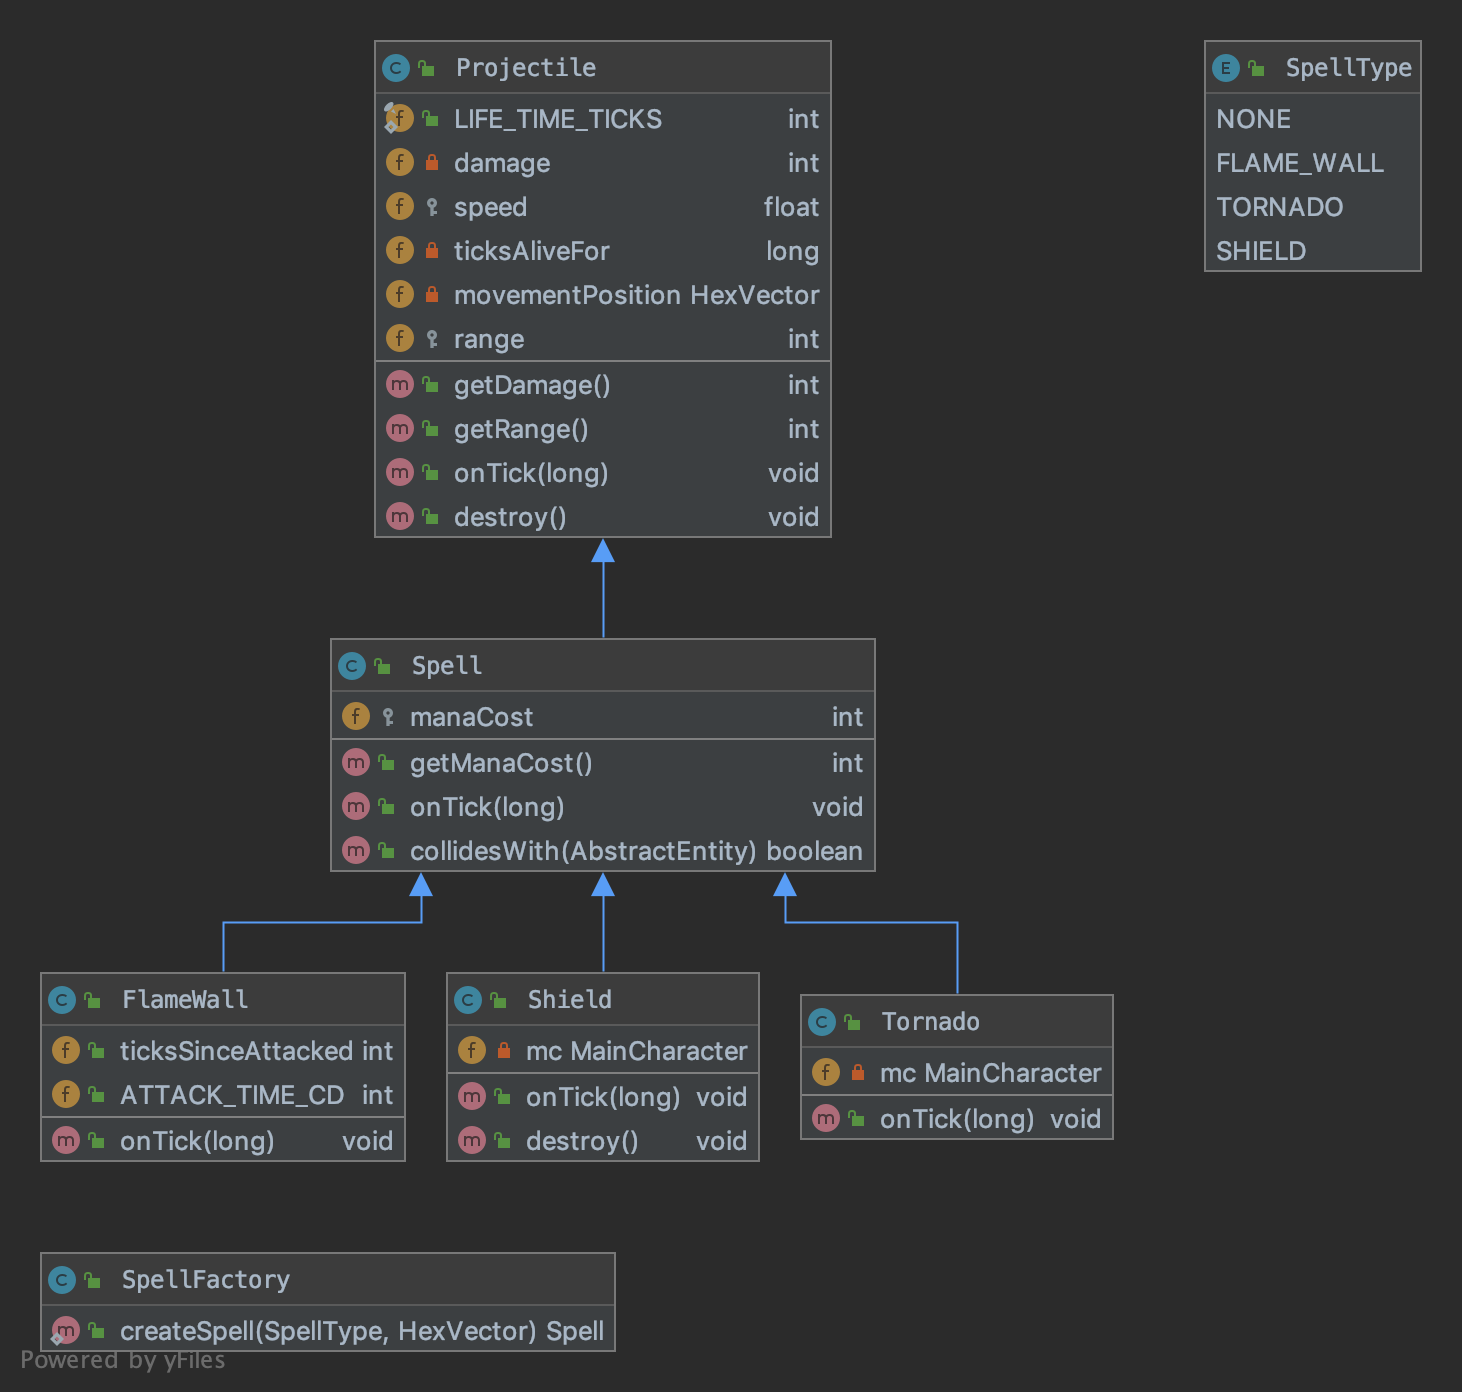 Projectile
LIFE_TIME_TICKS int
damage int
speed float
ticksAliveFor long
movementPosition HexVector
range int
getDamage() int
getRange() int
onTick(long) void
destroy() void
SpellType
NONE
FLAME_WALL
TORNADO
SHIELD
Spell
manaCost int
getManaCost() int
onTick(long) void
collidesWith(AbstractEntity) boolean
FlameWall
ticksSinceAttacked int
ATTACK_TIME_CD int
onTick(long) void
Shield
mc MainCharacter
onTick(long) void
destroy() void
Tornado
mc MainCharacter
onTick(long) void
SpellFactory
createSpell(SpellType, HexVector) Spell
Powered by yFiles